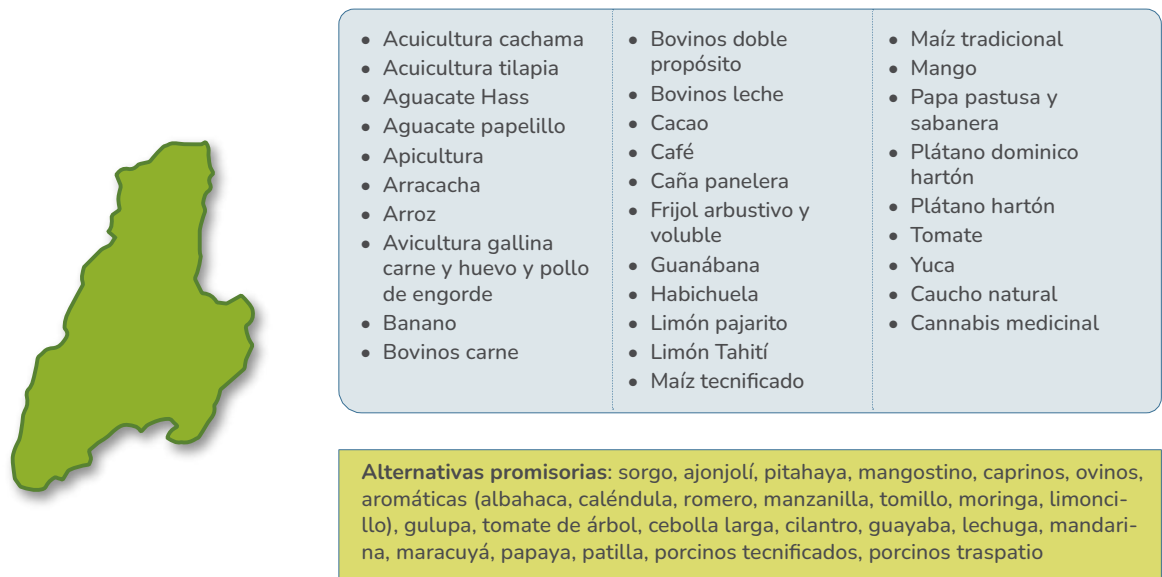 • Acuicultura cachama
• Acuicultura tilapia
• Aguacate Hass
• Aguacate papelillo
• Apicultura
• Arracacha
• Arroz
• Avicultura gallina
carne y huevo y pollo
de engorde
• Banano
• Bovinos carne
• Bovinos doble
propósito
• Bovinos leche
• Cacao
• Café
• Caña panelera
• Frijol arbustivo y
voluble
• Guanábana
• Habichuela
• Limón pajarito
• Limón Tahití
• Maíz tecnificado
• Maíz tradicional
• Mango
• Papa pastusa y
sabanera
• Plátano dominico
hartón
• Plátano hartón
• Tomate
• Yuca
• Caucho natural
• Cannabis medicinal
Alternativas promisorias: sorgo, ajonjolí, pitahaya, mangostino, caprinos, ovinos,
aromáticas (albahaca, caléndula, romero, manzanilla, tomillo, moringa, limonci-
llo), gulupa, tomate de árbol, cebolla larga, cilantro, guayaba, lechuga, mandari-
na, maracuyá, papaya, patilla, porcinos tecnificados, porcinos traspatio